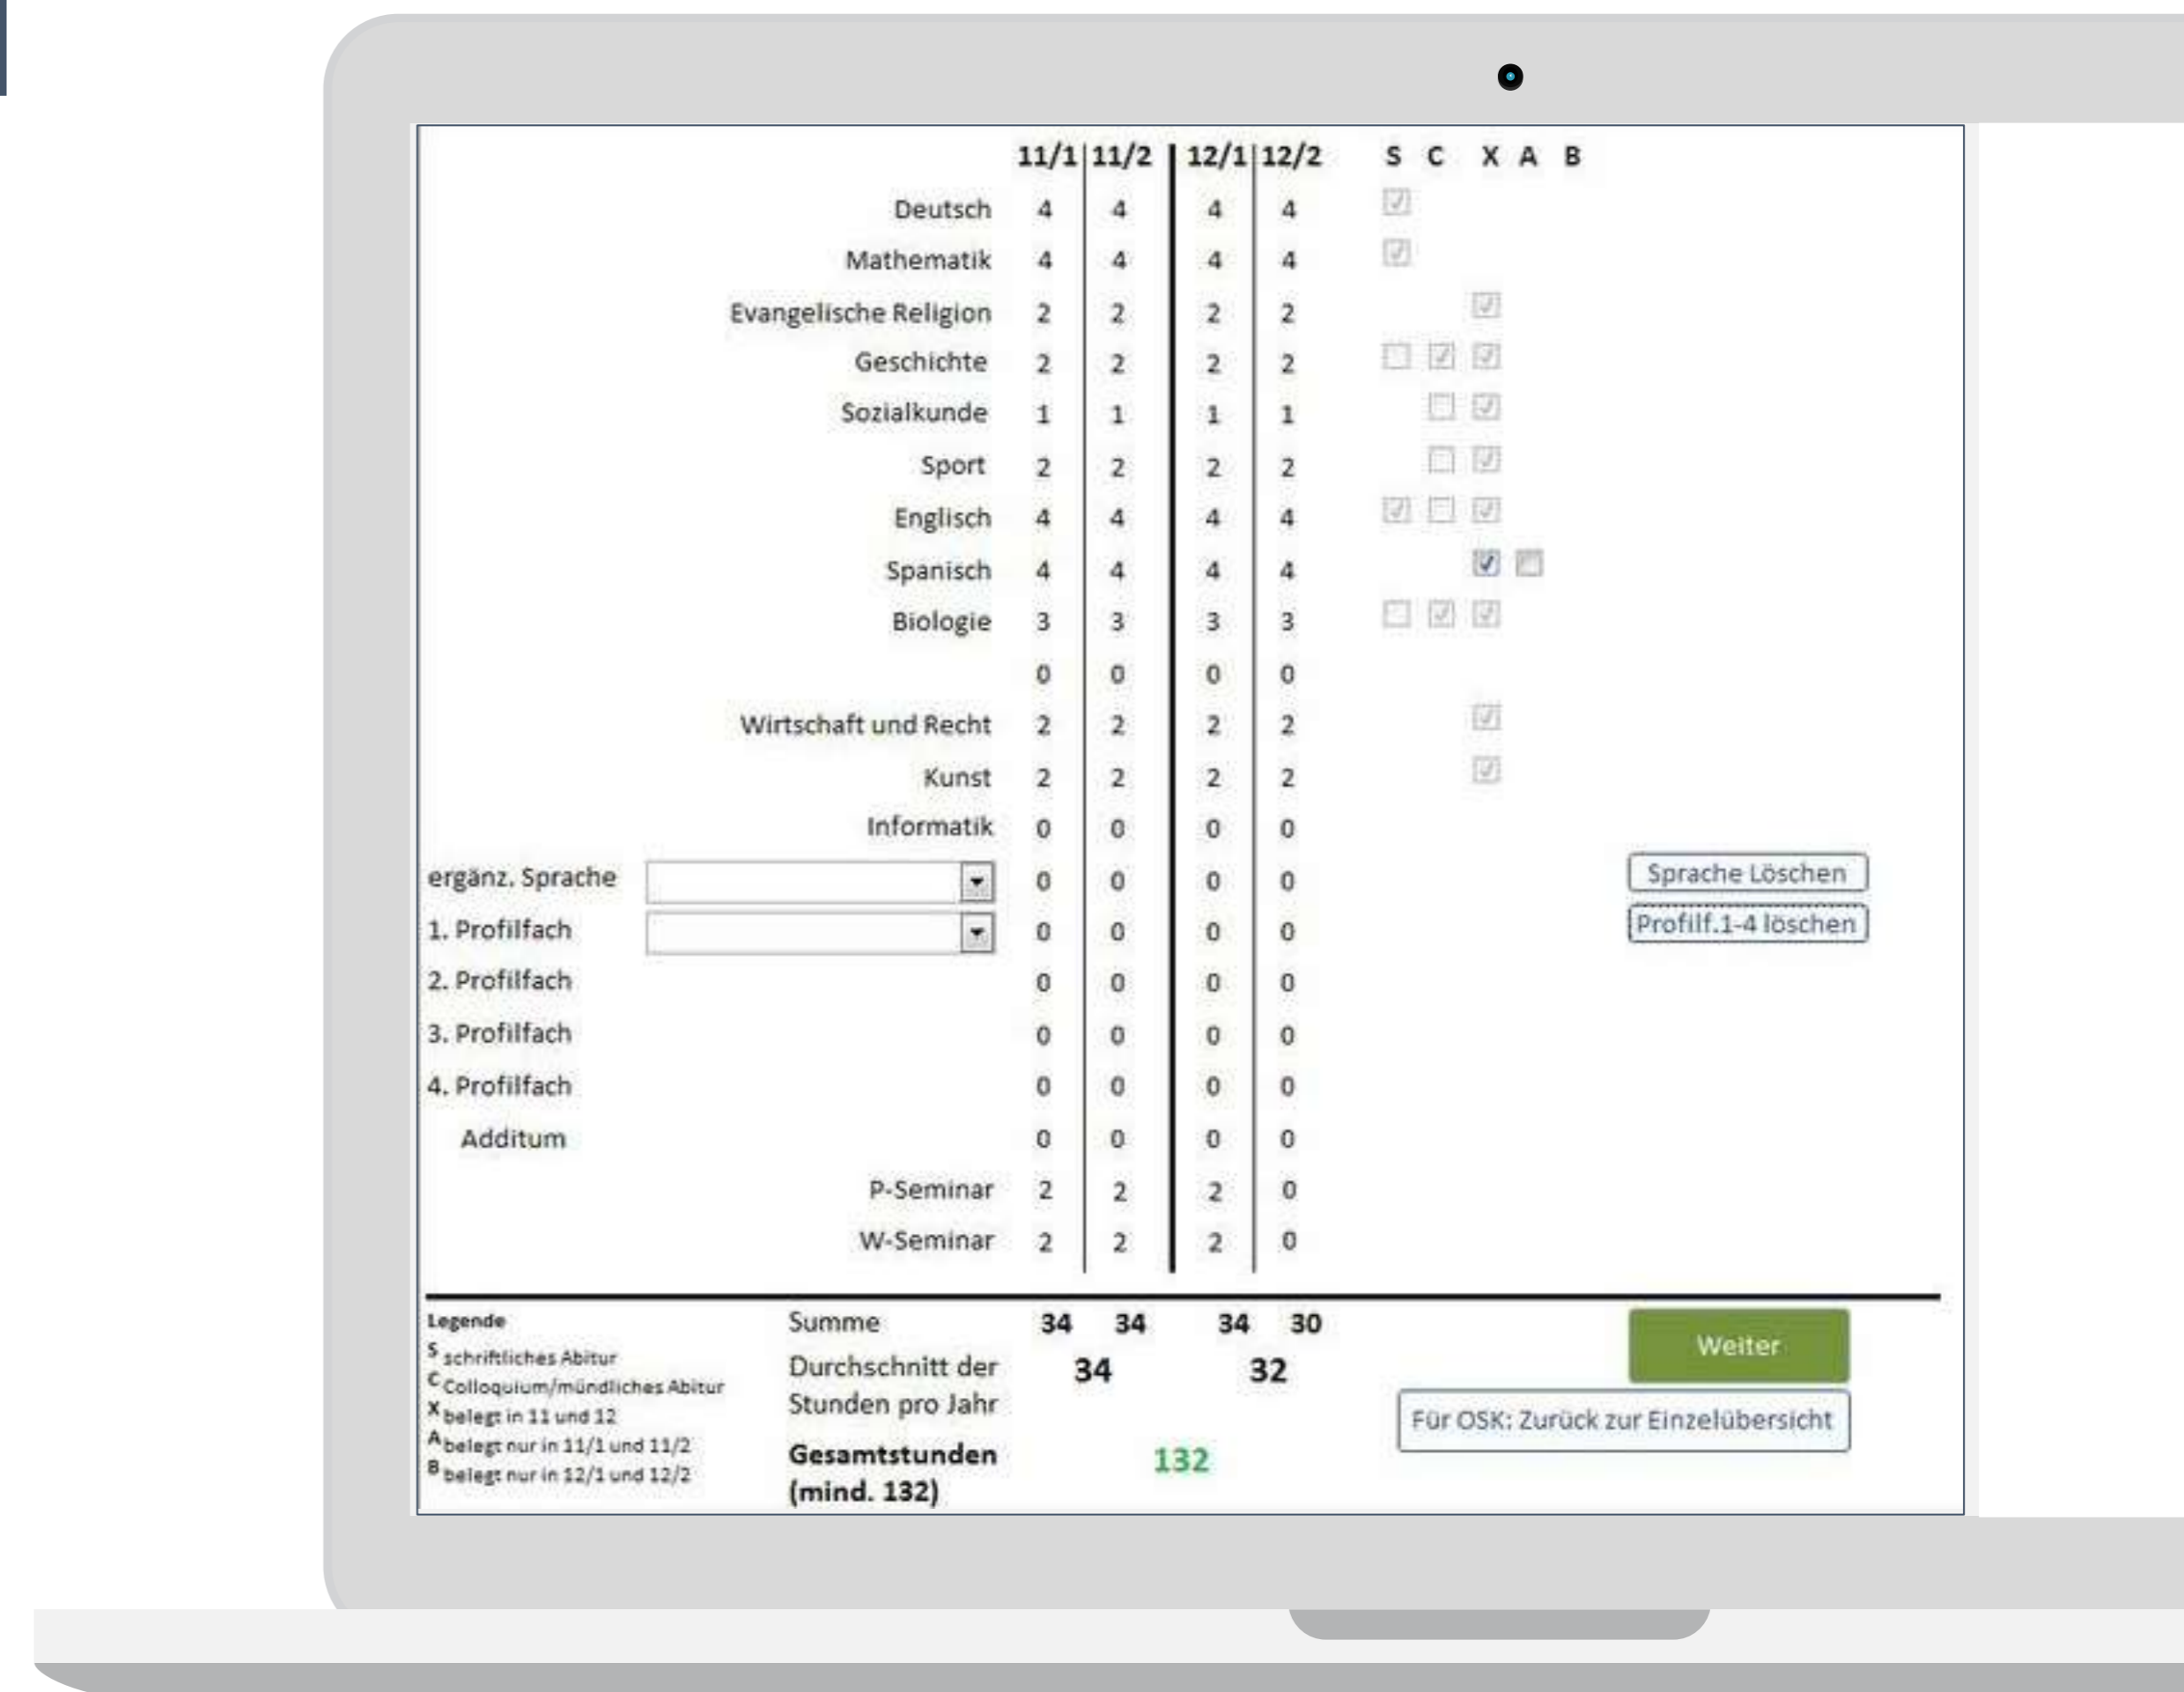 11/1 11/2 12/1 12/2 S C X A B
Deutsch 4 4 4 4
Mathematik 4 4 4 4
Evangelische Religion 2 2 2 2
Geschichte 2 2 2 2
Sozialkunde 1 1 1 1
Sport 2 2 2 2
Englisch 4 4 4 4
Spanisch 4 4 4 4
Biologie 3 3 3 3
0 0 0 0
Wirtschaft und Recht 2 2 2 2
Kunst 2 2 2 2
Informatik 0 0 0 0
ergänz. Sprache 0 0 0 0 Sprache Löschen
1. Profilfach 0 0 0 0 Profilf.1-4 löschen
2. Profilfach 0 0 0 0
3. Profilfach 0 0 0 0
4. Profilfach 0 0 0 0
Additum 0 0 0 0
P-Seminar 2 2 2 0
W-Seminar 2 2 2 0
Legende
S schriftliches Abitur
C Colloquium/mündliches Abitur
X belegt in 11 und 12
A belegt nur in 11/1 und 11/2
B belegt nur in 12/1 und 12/2
Summe 34 34 34 30
Durchschnitt der 34 32
Stunden pro Jahr
Gesamtstunden 132
(mind. 132)
Weiter
Für OSK: Zurück zur Einzelübersicht